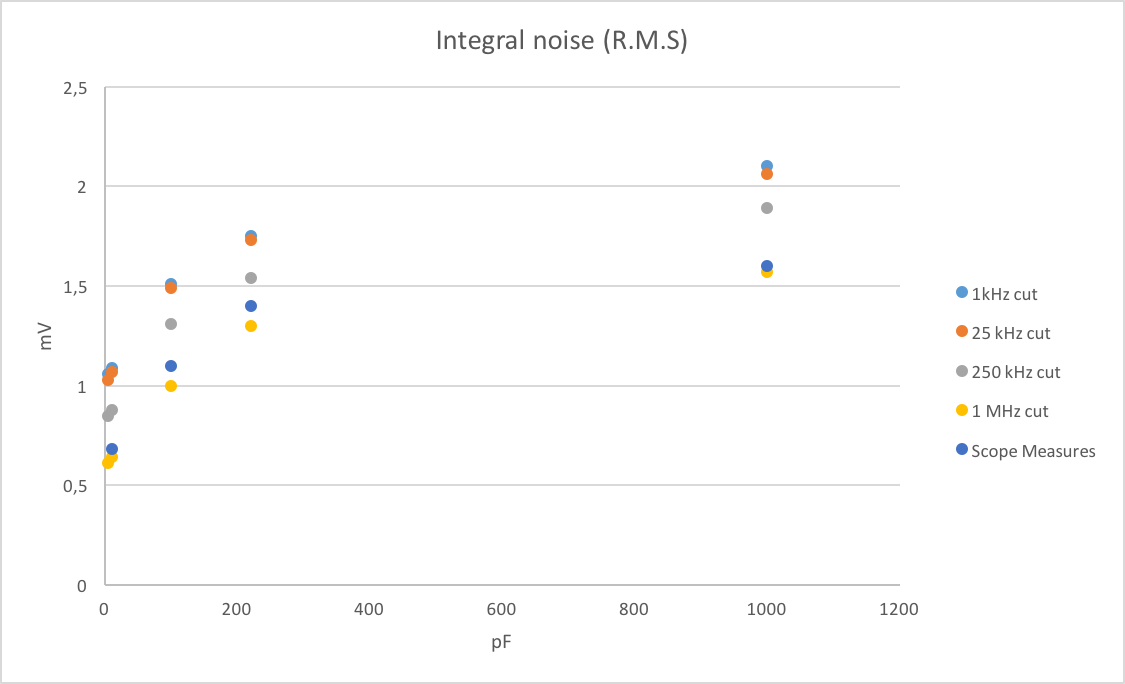 Integral noise (R.M.S)
2,5
2
1,5
1
0,5
0
mV
0 200 400 600 800 1000 1200
pF
1kHz cut
25 kHz cut
250 kHz cut
1 MHz cut
Scope Measures